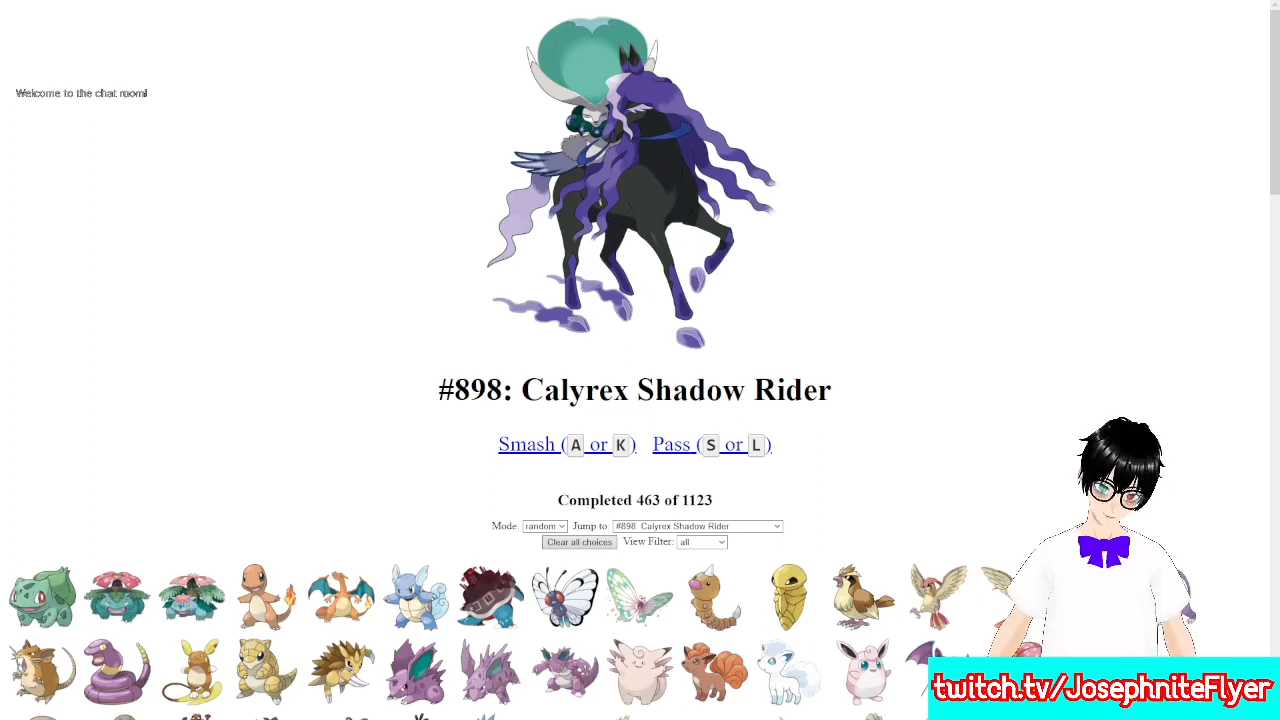 Welcome to the chat room!
#898: Calyrex Shadow Rider
Smash (A or K) Pass (S or L)
Completed 463 of 1123
Mode: random Jump to: #898 Calyrex Shadow Rider
Clear all choices View Filter: all
twitch.tv/JosephniteFlyer